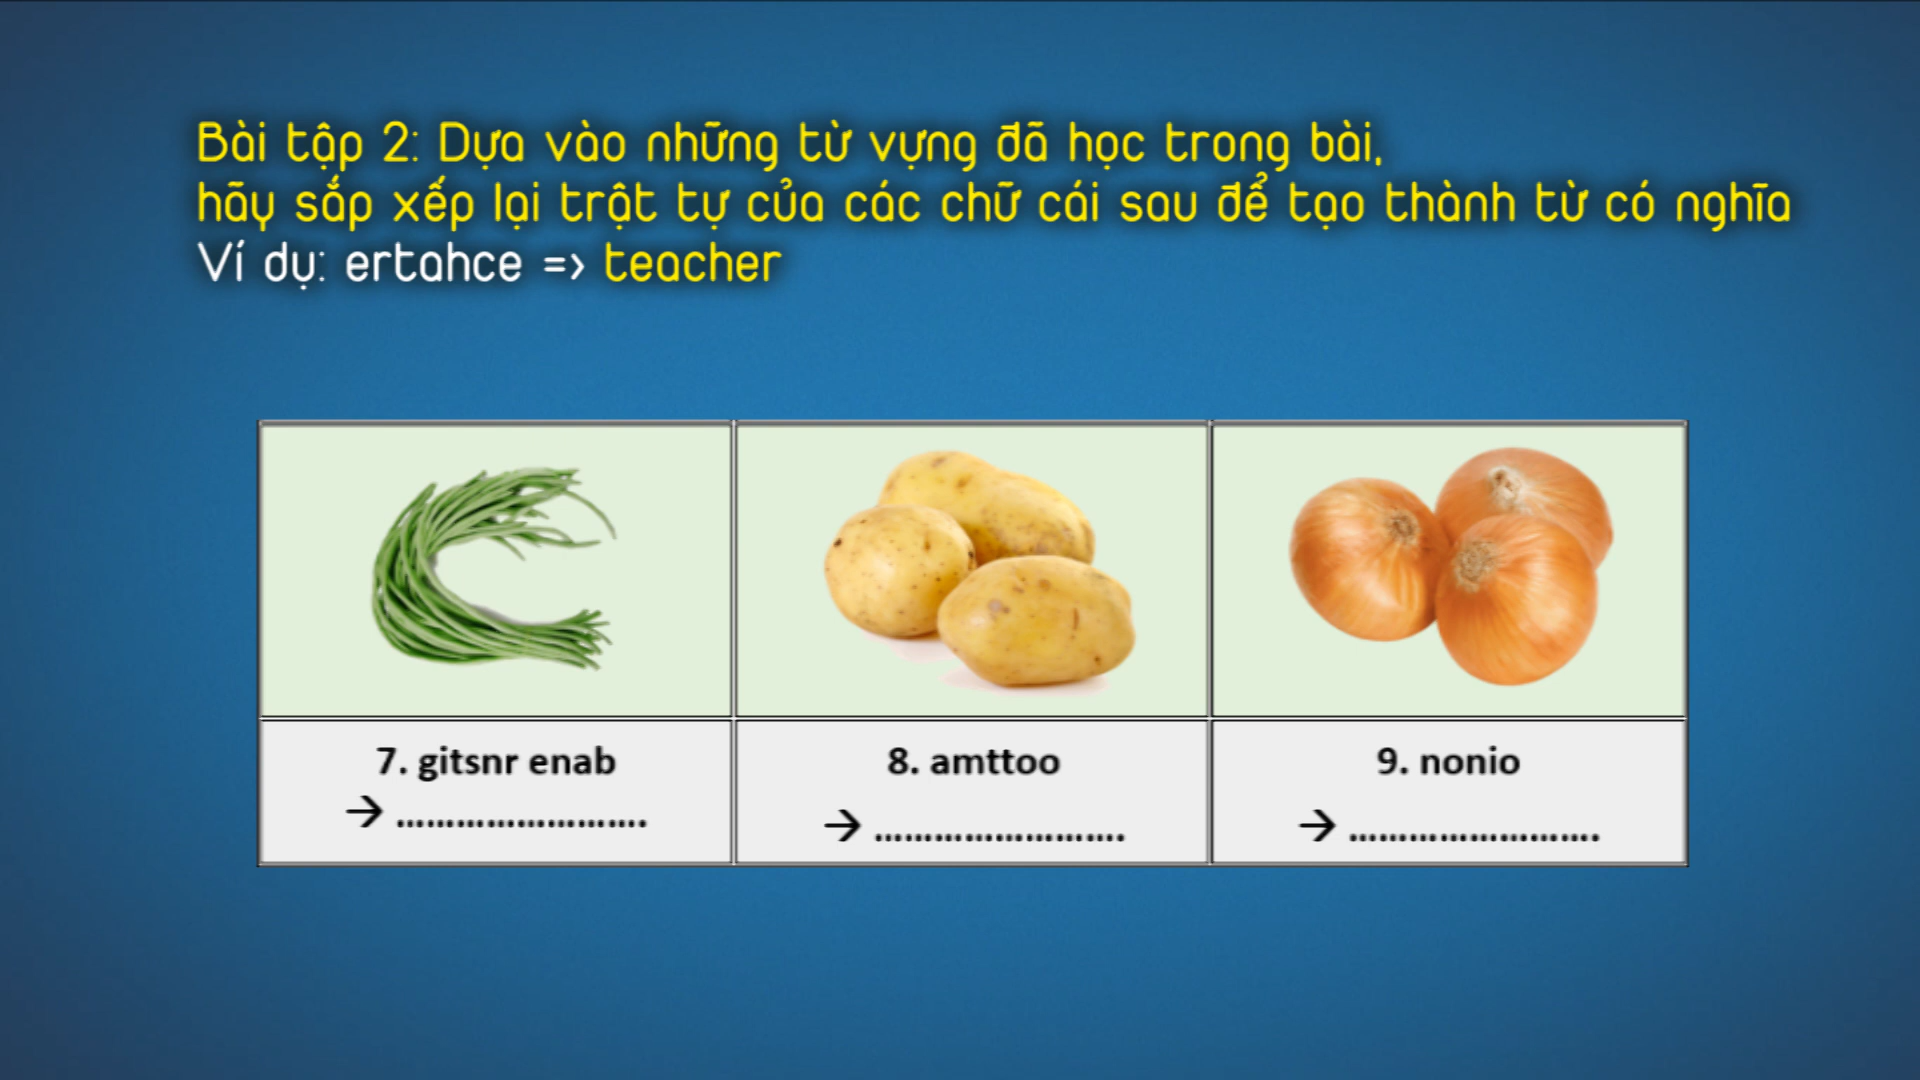 Bài tập 2: Dựa vào những từ vựng đã học trong bài,
hãy sắp xếp lại trật tự của các chữ cái sau để tạo thành từ có nghĩa
Ví dụ: ertahce => teacher
7. gitsnr enab
→ ..........................
8. amttoo
→ ..........................
9. nonio
→ ..........................